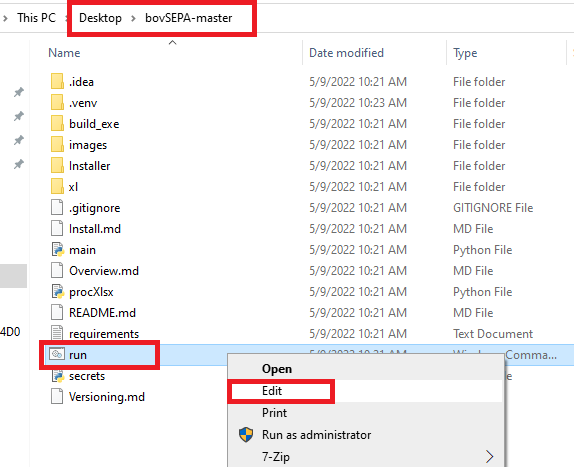 This PC > Desktop > bovSEPA-master
Name Date modified Type
.idea 5/9/2022 10:21 AM File folder
.venv 5/9/2022 10:23 AM File folder
build_exe 5/9/2022 10:21 AM File folder
images 5/9/2022 10:21 AM File folder
Installer 5/9/2022 10:21 AM File folder
xl 5/9/2022 10:21 AM File folder
.gitignore 5/9/2022 10:21 AM GITIGNORE File
Install.md 5/9/2022 10:21 AM MD File
main 5/9/2022 10:21 AM Python File
Overview.md 5/9/2022 10:21 AM MD File
procXlsx 5/9/2022 10:21 AM Python File
README.md 5/9/2022 10:21 AM MD File
4D0 requirements 5/9/2022 10:21 AM Text Document
run
secrets
Versioning.md
Open
Edit
Print
Run as administrator
7-Zip